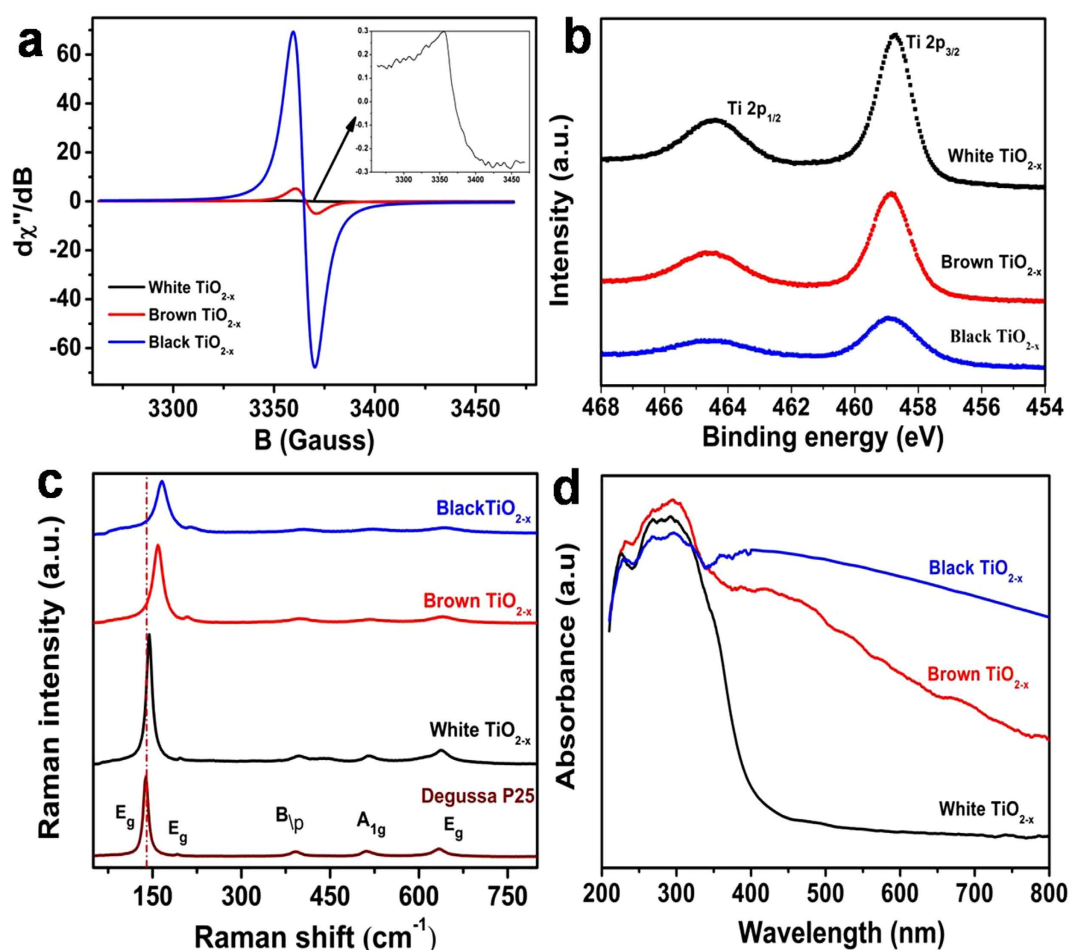 a
dχ"/dB
60
40
20
0
-20
-40
-60
3300
3350
3400
3450
B (Gauss)
White TiO2-x
Brown TiO2-x
Black TiO2-x
0.3
0.2
0.1
0.0
-0.1
-0.2
-0.3
3300
3350
3400
3450
b
Ti 2p3/2
Ti 2p1/2
White TiO2-x
Brown TiO2-x
Black TiO2-x
Intensity (a.u.)
468
466
464
462
460
458
456
454
Binding energy (eV)
c
BlackTiO2-x
Brown TiO2-x
White TiO2-x
Degussa P25
Eg
Eg
B\p
A1g
Eg
Raman intensity (a.u.)
150
300
450
600
750
Raman shift (cm-1)
d
Black TiO2-x
Brown TiO2-x
White TiO2-x
Absorbance (a.u)
200
300
400
500
600
700
800
Wavelength (nm)